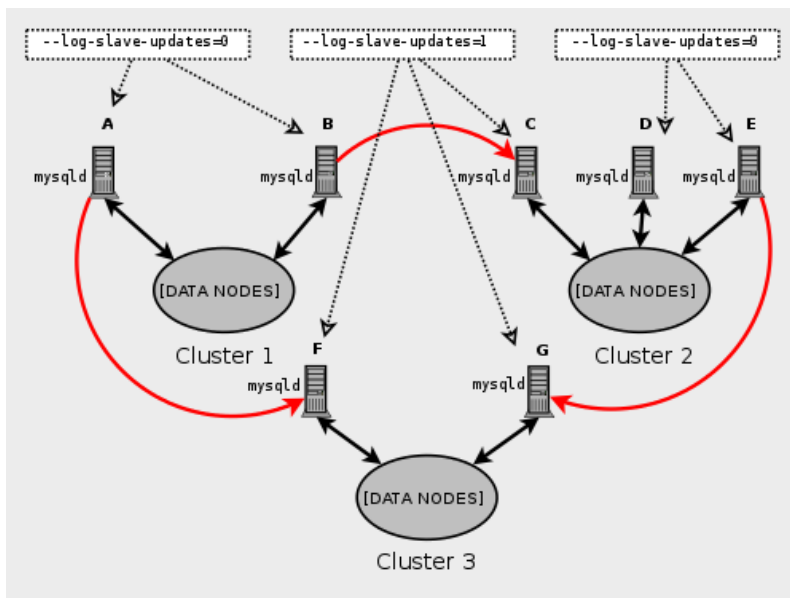 --log-slave-updates=0
--log-slave-updates=1
--log-slave-updates=0
A
B
C
D
E
mysqld
mysqld
mysqld
mysqld
mysqld
[DATA NODES]
[DATA NODES]
Cluster 1
Cluster 2
F
G
mysqld
mysqld
[DATA NODES]
Cluster 3